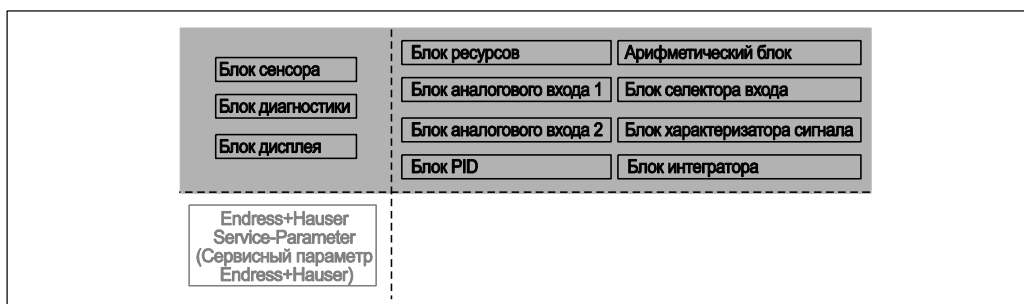 Блок сенсора
Блок диагностики
Блок дисплея
Блок ресурсов
Арифметический блок
Блок аналогового входа 1
Блок селектора входа
Блок аналогового входа 2
Блок характеризатора сигнала
Блок PID
Блок интегратора
Endress+Hauser
Service-Parameter
(Сервисный параметр
Endress+Hauser)